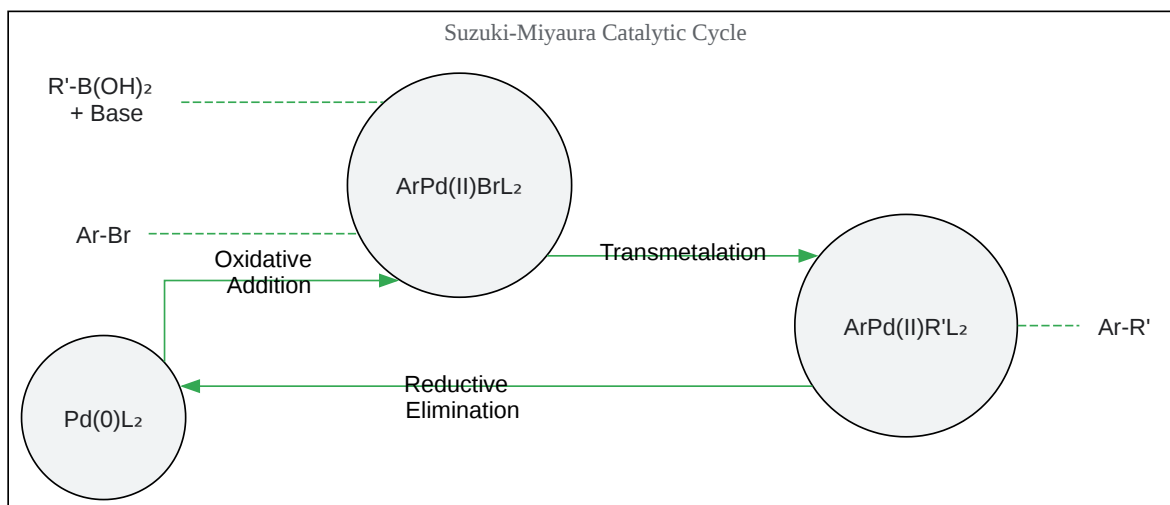 Suzuki-Miyaura Catalytic Cycle
R'-B(OH)₂
+ Base
ArPd(II)BrL₂
Ar-Br
Oxidative
Addition
Transmetalation
ArPd(II)R'L₂
Ar-R'
Reductive
Elimination
Pd(0)L₂